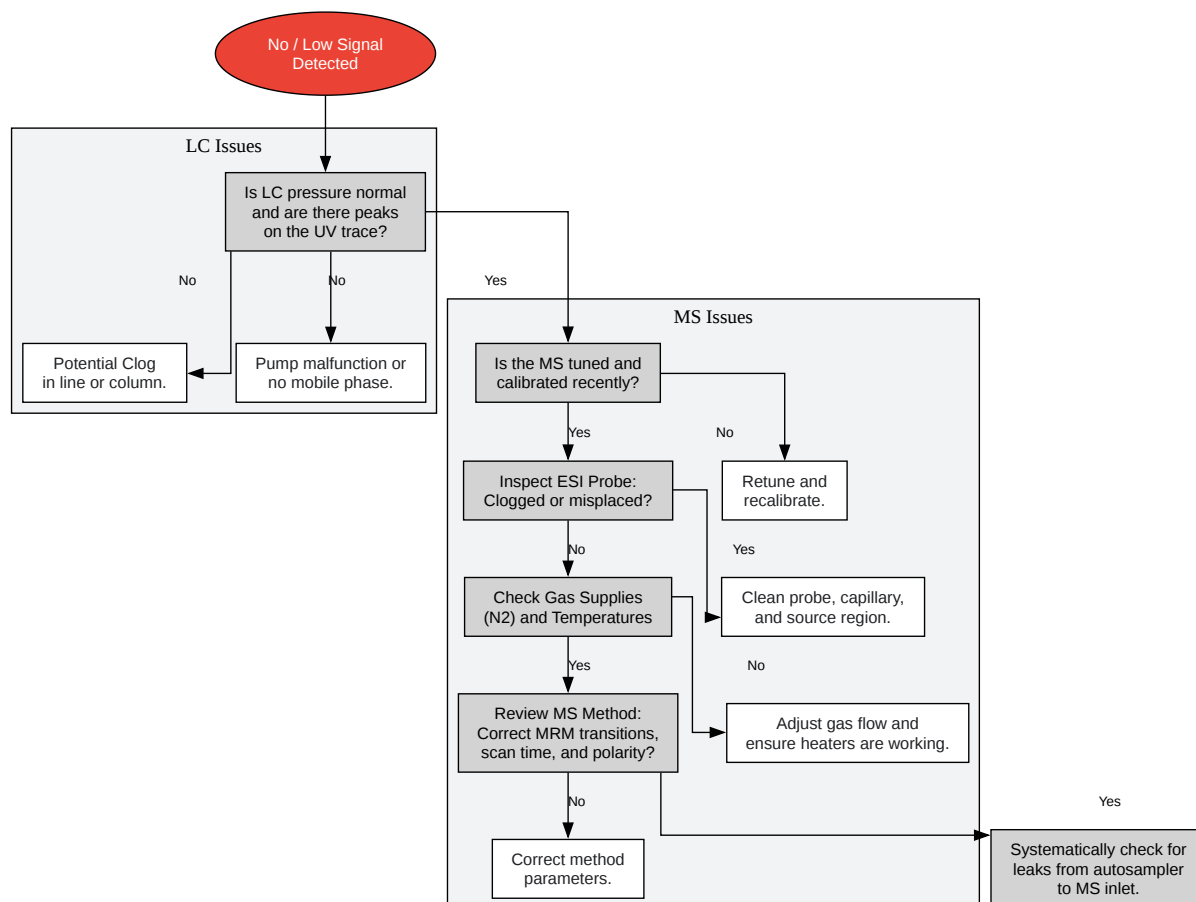 No / Low Signal
Detected
LC Issues
Is LC pressure normal
and are there peaks
on the UV trace?
No
No
Yes
Potential Clog
in line or column.
Pump malfunction or
no mobile phase.
MS Issues
Is the MS tuned and
calibrated recently?
Yes
No
Inspect ESI Probe:
Clogged or misplaced?
Retune and
recalibrate.
No
Yes
Check Gas Supplies
(N2) and Temperatures
Clean probe, capillary,
and source region.
Yes
No
Review MS Method:
Correct MRM transitions,
scan time, and polarity?
Adjust gas flow and
ensure heaters are working.
No
Yes
Correct method
parameters.
Systematically check for
leaks from autosampler
to MS inlet.